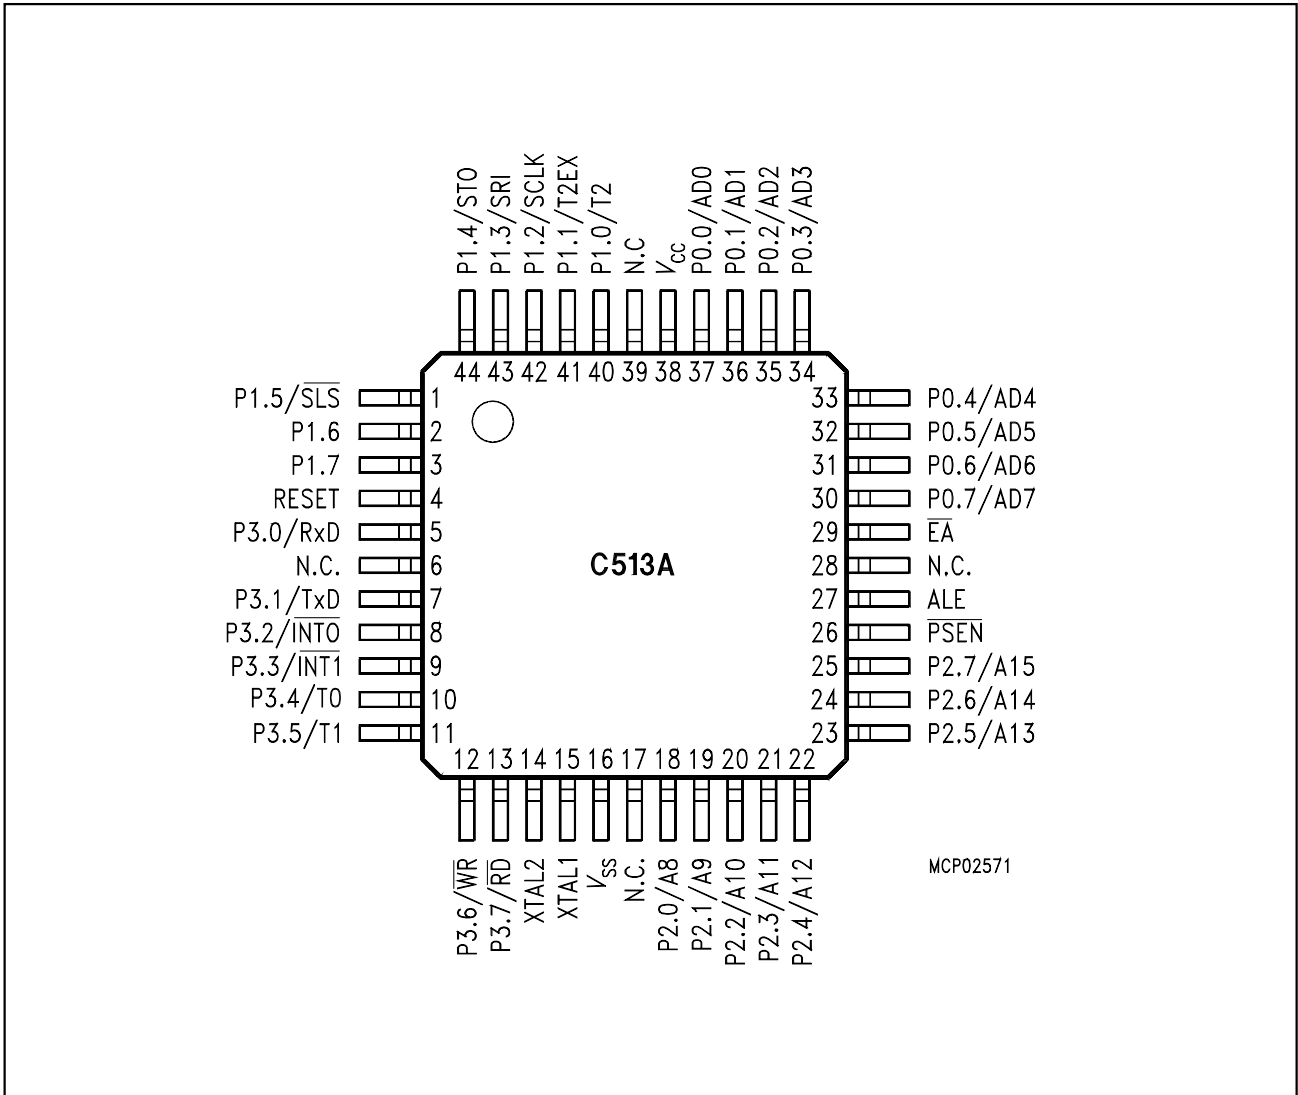 P1.4/STO
P1.3/SRI
P1.2/SCLK
P1.1/T2EX
P1.0/T2
N.C
VCC
P0.0/AD0
P0.1/AD1
P0.2/AD2
P0.3/AD3
44 43 42 41 40 39 38 37 36 35 34
P1.5/S̅L̅S̅ 1
P1.6 2
P1.7 3
RESET 4
P3.0/RxD 5
N.C. 6
P3.1/TxD 7
P3.2/I̅N̅T̅0̅ 8
P3.3/I̅N̅T̅1̅ 9
P3.4/T0 10
P3.5/T1 11
C513A
33 P0.4/AD4
32 P0.5/AD5
31 P0.6/AD6
30 P0.7/AD7
29 E̅A̅
28 N.C.
27 ALE
26 P̅S̅E̅N̅
25 P2.7/A15
24 P2.6/A14
23 P2.5/A13
12 13 14 15 16 17 18 19 20 21 22
P3.6/W̅R̅
P3.7/R̅D̅
XTAL2
XTAL1
VSS
N.C.
P2.0/A8
P2.1/A9
P2.2/A10
P2.3/A11
P2.4/A12
MCP02571